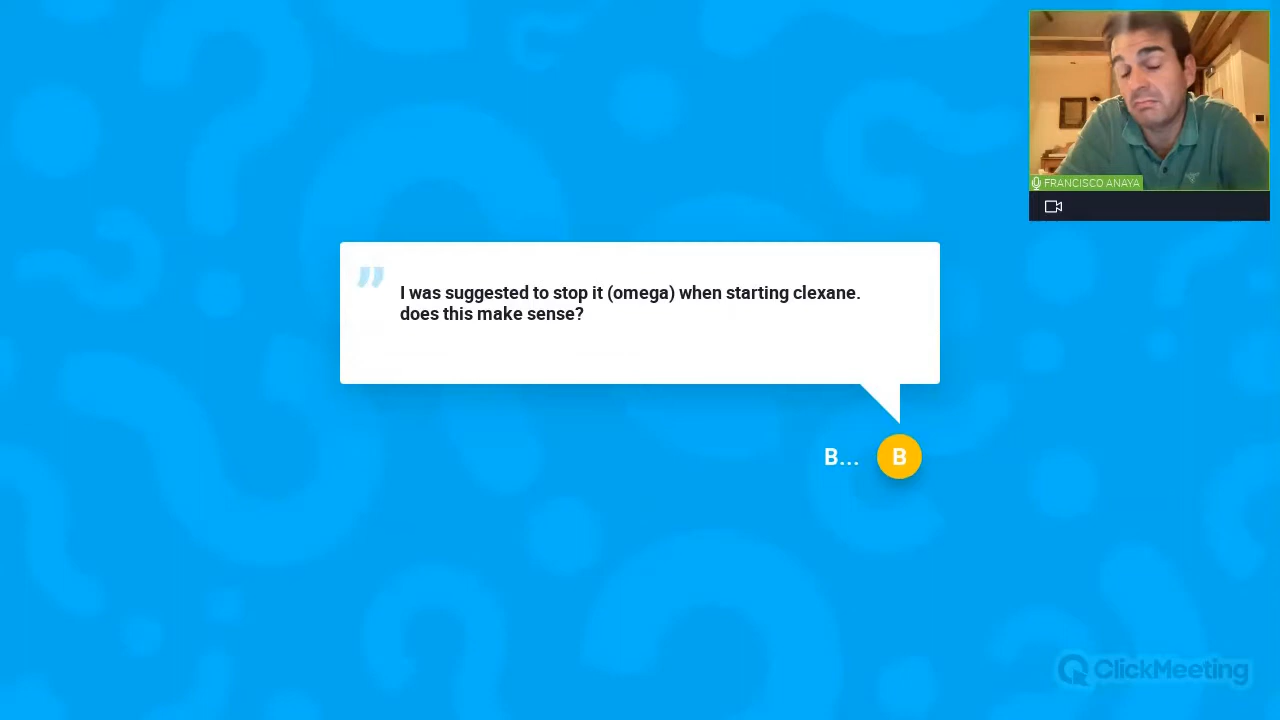 FRANCISCO ANAYA
I was suggested to stop it (omega) when starting clexane.
does this make sense?
B...
B
ClickMeeting